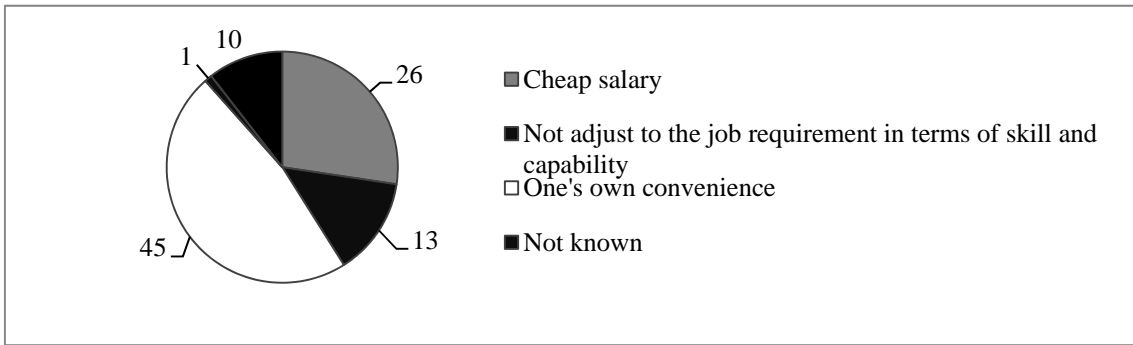 10
1
26
45
13
Cheap salary
Not adjust to the job requirement in terms of skill and
capability
One's own convenience
Not known